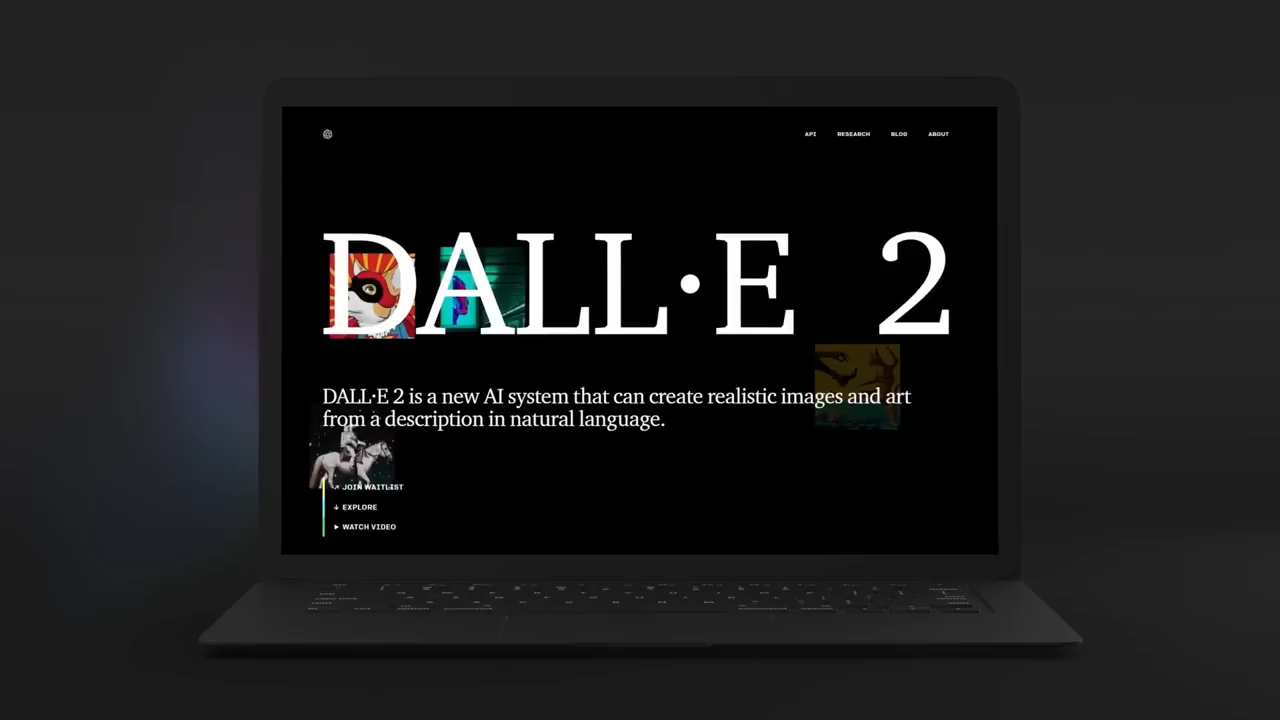 API RESEARCH BLOG ABOUT
DALL·E 2
DALL·E 2 is a new AI system that can create realistic images and art
from a description in natural language.
↗ JOIN WAITLIST
↓ EXPLORE
▶ WATCH VIDEO